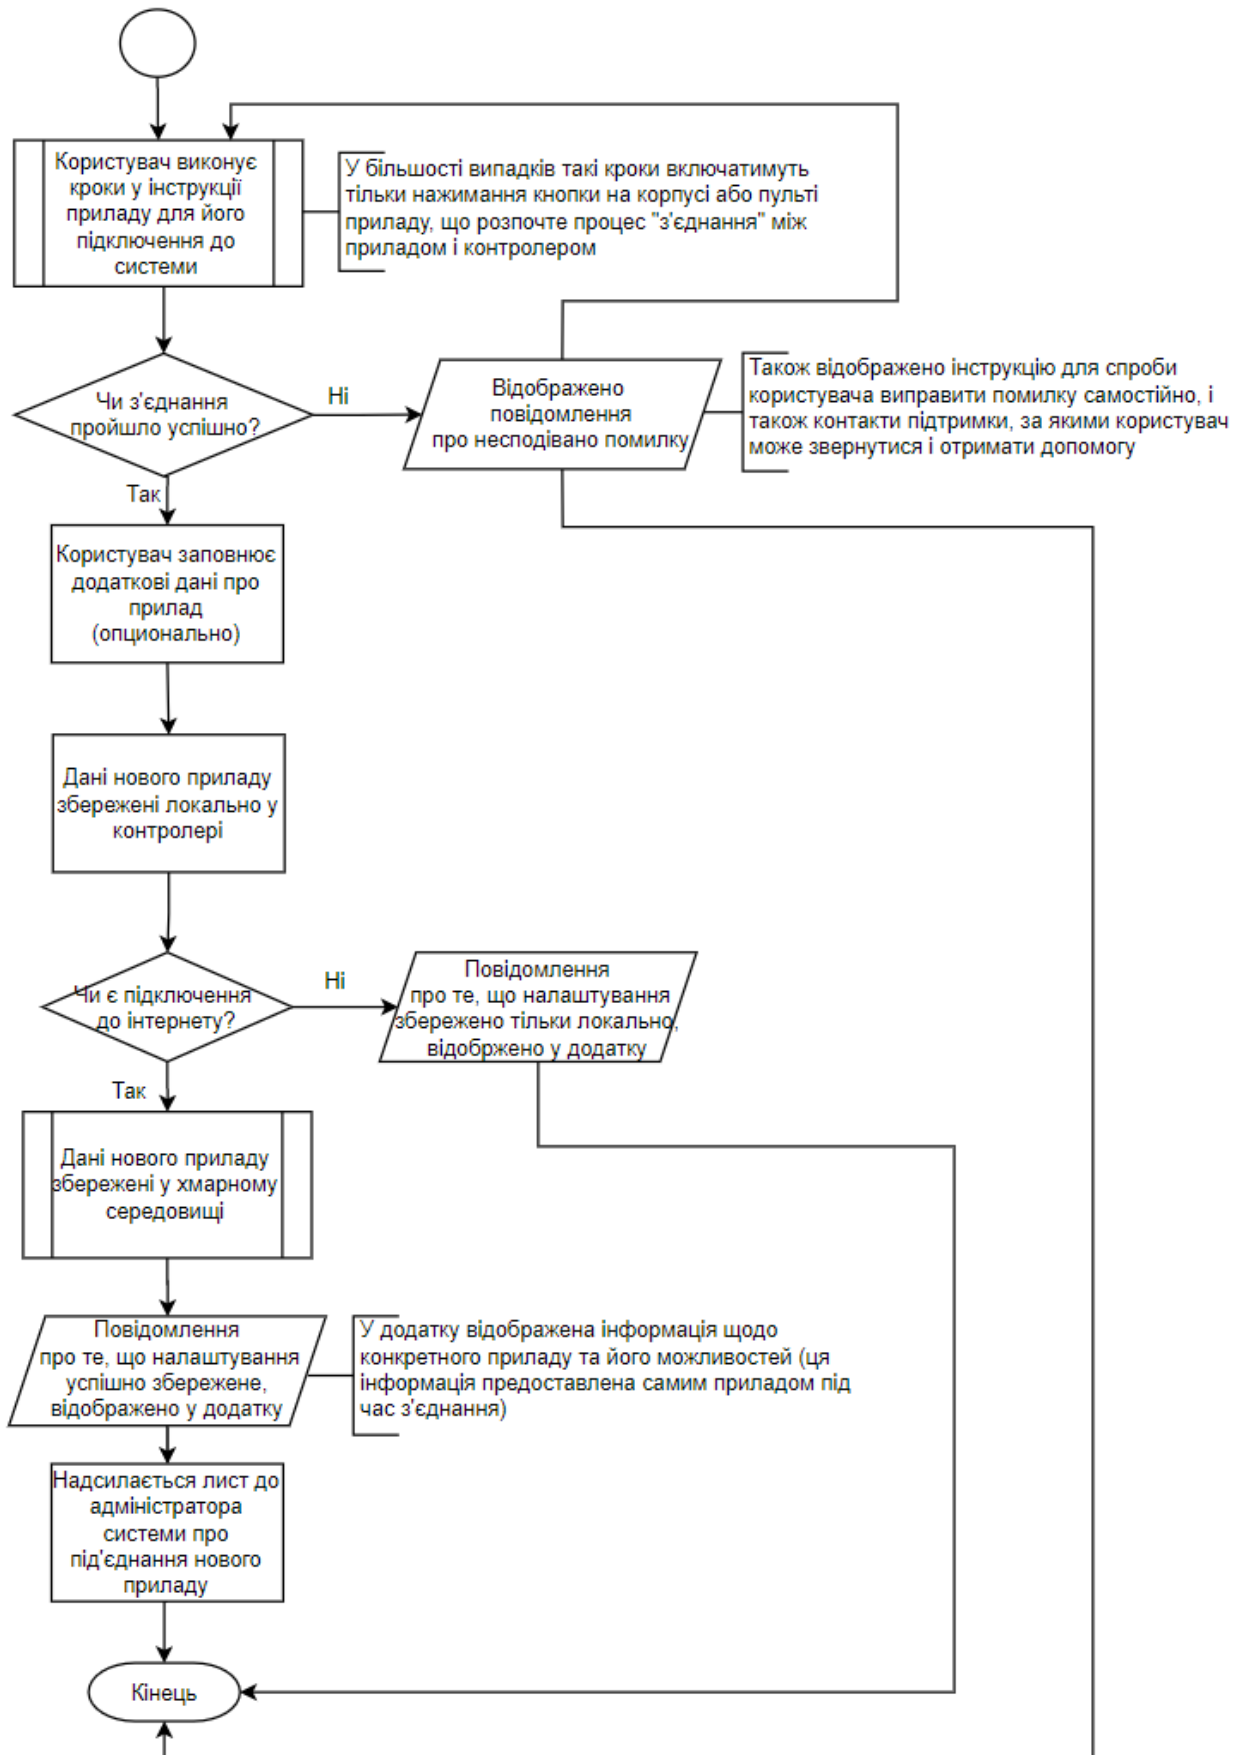 Користувач виконує
кроки у інструкції
приладу для його
підключення до
системи
У більшості випадків такі кроки включатимуть
тільки нажимання кнопки на корпусі або пульті
приладу, що розпочте процес "з'єднання" між
приладом і контролером
Чи з'єднання
пройшло успішно?
Ні
Відображено
повідомлення
про несподівано помилку
Також відображено інструкцію для спроби
користувача виправити помилку самостійно, і
також контакти підтримки, за якими користувач
може звернутися і отримати допомогу
Так
Користувач заповнює
додаткові дані про
прилад
(опционально)
Дані нового приладу
збережені локально у
контролері
Чи є підключення
до інтернету?
Ні
Повідомлення
про те, що налаштування
збережено тільки локально,
відобржено у додатку
Так
Дані нового приладу
збережені у хмарному
середовищі
Повідомлення
про те, що налаштування
успішно збережене,
відображено у додатку
У додатку відображена інформація щодо
конкретного приладу та його можливостей (ця
інформація предоставлена самим приладом під
час з'єднання)
Надсилається лист до
адміністратора
системи про
під'єднання нового
приладу
Кінець